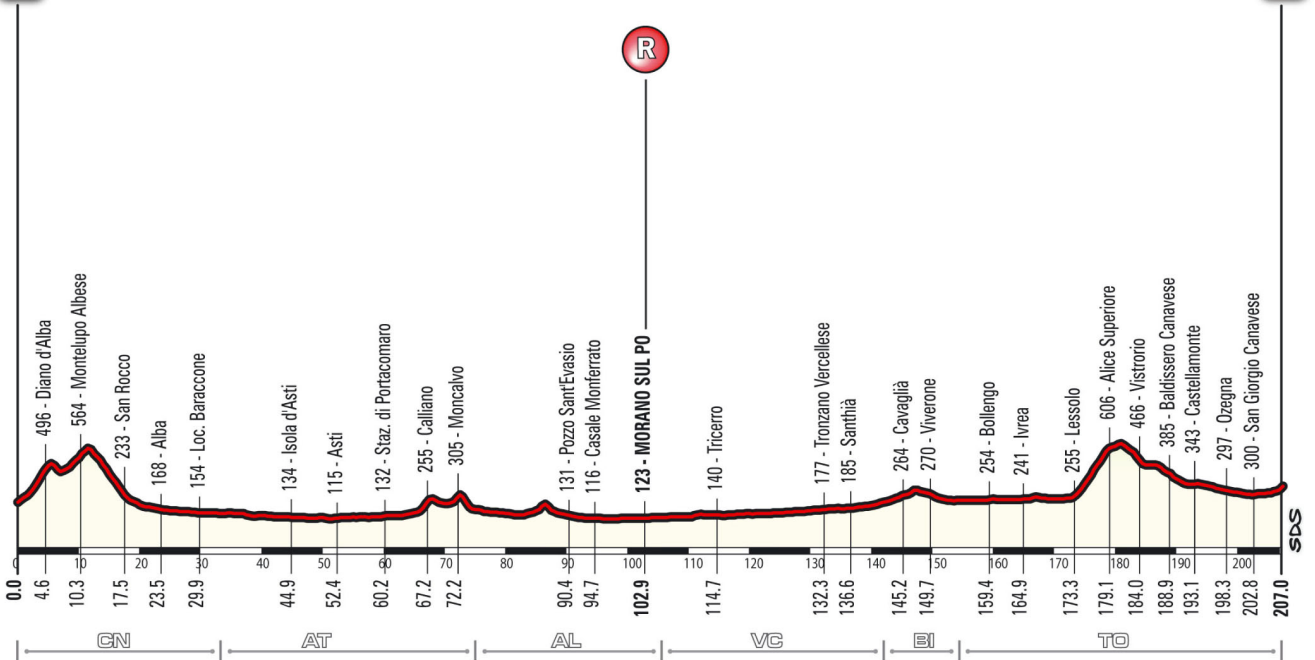 R
496 - Diano d'Alba
564 - Montelupo Albese
233 - San Rocco
168 - Alba
154 - Loc. Baraccone
134 - Isola d'Asti
115 - Asti
132 - Staz. di Portacomaro
255 - Calliano
305 - Moncalvo
131 - Pozzo Sant'Evasio
116 - Casale Monferrato
123 - MORANO SUL PO
140 - Tricerro
177 - Tronzano Vercellese
185 - Santhià
264 - Cavaglià
270 - Viverone
254 - Bollengo
241 - Ivrea
255 - Lessolo
606 - Alice Superiore
466 - Vistrorio
385 - Baldissero Canavese
343 - Castellamonte
297 - Ozegna
300 - San Giorgio Canavese
SDS
0 10 20 30 40 50 60 70 80 90 100 110 120 130 140 150 160 170 180 190 200
0.0 4.6 10.3 17.5 23.5 29.9 44.9 52.4 60.2 67.2 72.2 90.4 94.7 102.9 114.7 132.3 136.6 145.2 149.7 159.4 164.9 173.3 179.1 184.0 188.9 193.1 198.3 202.8 207.0
CN AT AL VC BI TO